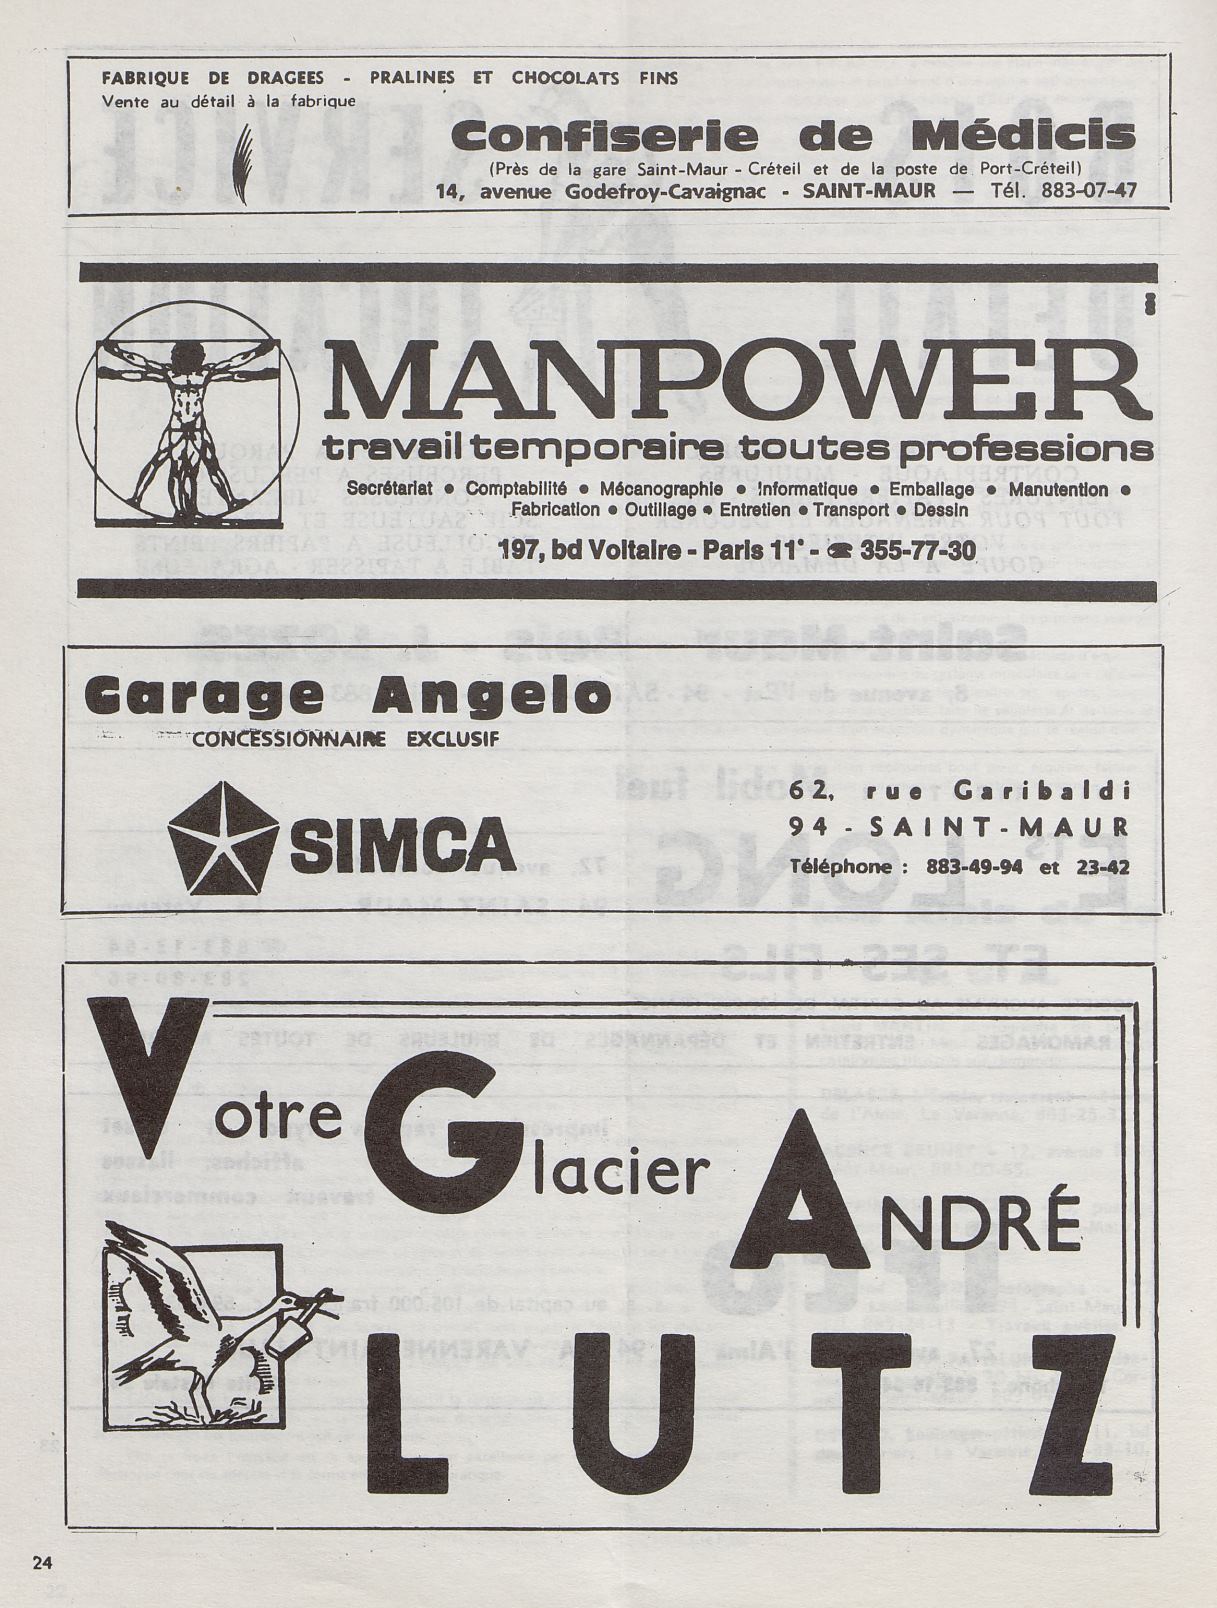 FABRIQUE DE DRAGEES - PRALINES ET CHOCOLATS FINS
Vente au détail à la fabrique
Confiserie de Médicis
(Près de la gare Saint-Maur - Créteil et de la poste de Port-Créteil)
14, avenue Godefroy-Cavaignac - SAINT-MAUR — Tél. 883-07-47
MANPOWER
travail temporaire toutes professions
Secrétariat • Comptabilité • Mécanographie • Informatique • Emballage • Manutention •
Fabrication • Outillage • Entretien • Transport • Dessin
197, bd Voltaire - Paris 11e - ☎ 355-77-30
Garage Angelo
CONCESSIONNAIRE EXCLUSIF
SIMCA
62, rue Garibaldi
94 - SAINT-MAUR
Téléphone : 883-49-94 et 23-42
Votre Glacier ANDRÉ
LUTZ
24